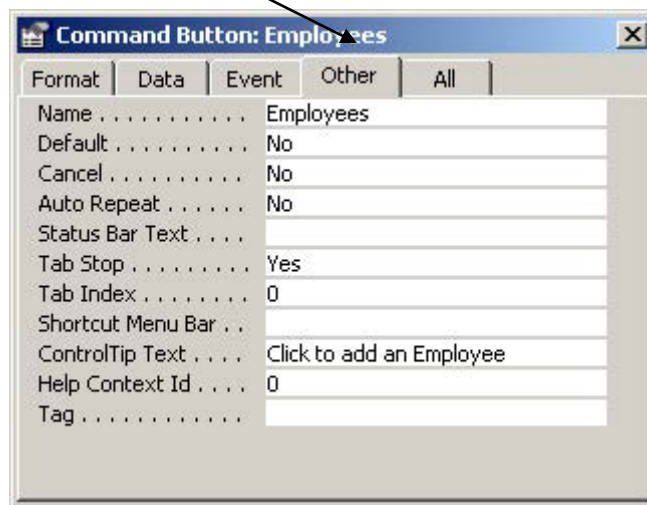 Command Button: Employees
Format Data Event Other All
Name . . . . . . . . . . . Employees
Default . . . . . . . . . . No
Cancel . . . . . . . . . . No
Auto Repeat . . . . . . No
Status Bar Text . . . .
Tab Stop . . . . . . . . . Yes
Tab Index . . . . . . . . 0
Shortcut Menu Bar . .
ControlTip Text . . . . Click to add an Employee
Help Context Id . . . . 0
Tag . . . . . . . . . . . .